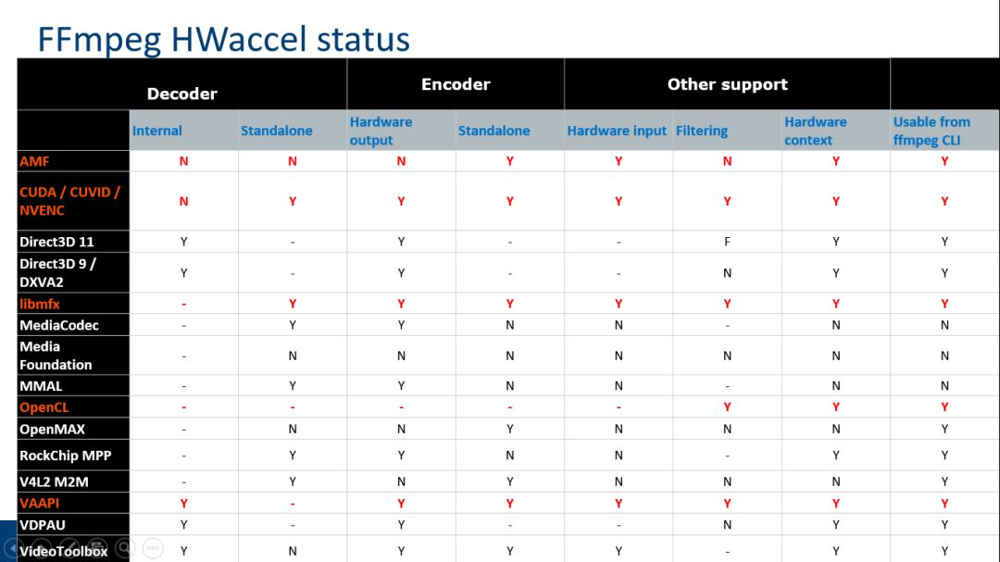 FFmpeg HWaccel status
Decoder Encoder Other support
Internal Standalone Hardware output Standalone Hardware input Filtering Hardware context Usable from ffmpeg CLI
AMF N N N Y Y N Y Y
CUDA / CUVID / NVENC N Y Y Y Y Y Y Y
Direct3D 11 Y - Y - - F Y Y
Direct3D 9 / DXVA2 Y - Y - - N Y Y
libmfx - Y Y Y Y Y Y Y
MediaCodec - Y Y N N - N N
Media Foundation - N N N N N N N
MMAL - Y Y N N - N N
OpenCL - - - - - Y Y Y
OpenMAX - N N Y N N N Y
RockChip MPP - Y Y N N - Y Y
V4L2 M2M - Y N Y N N N Y
VAAPI Y - Y Y Y Y Y Y
VDPAU Y - Y - - N Y Y
VideoToolbox Y N Y Y Y - Y Y